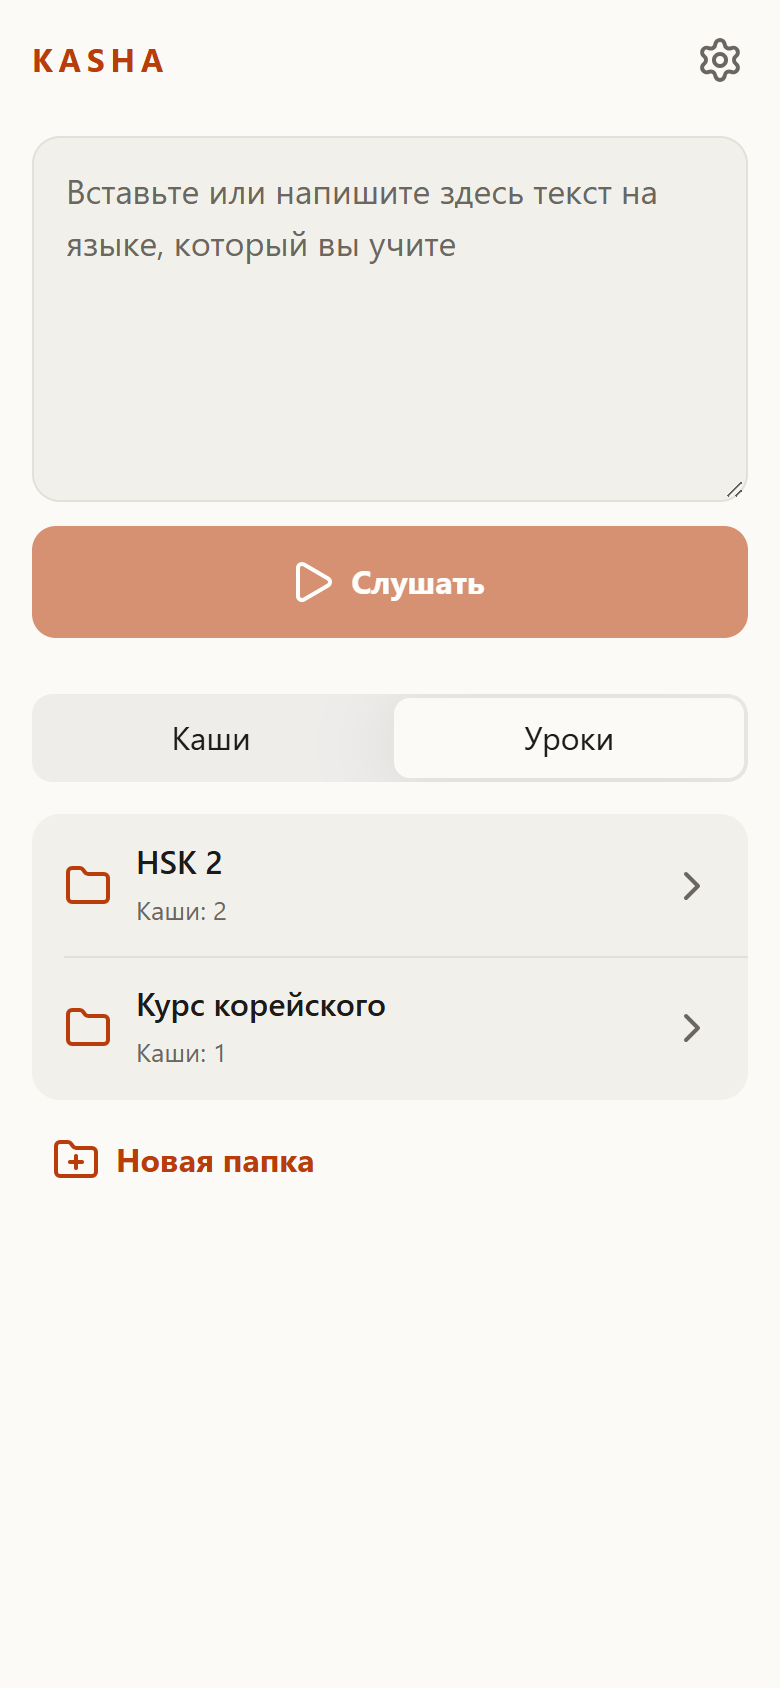 KASHA
Вставьте или напишите здесь текст на
языке, который вы учите
Слушать
Каши
Уроки
HSK 2
Каши: 2
Курс корейского
Каши: 1
Новая папка